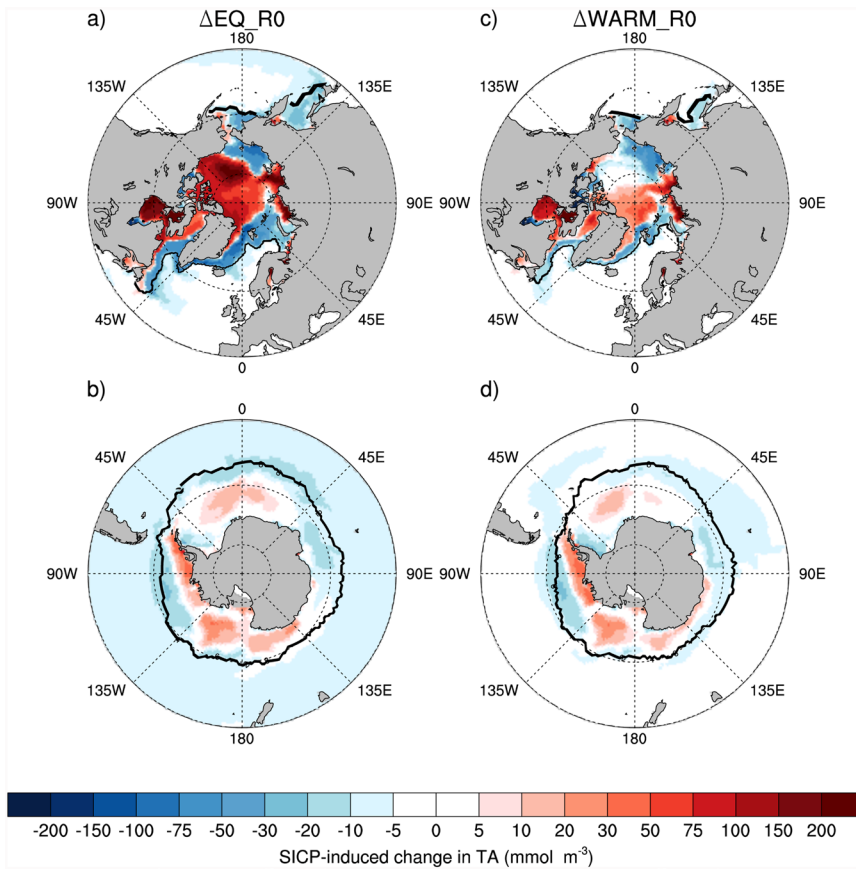 a) ΔEQ_R0
180
135W 135E
90W 90E
45W 45E
0
c) ΔWARM_R0
180
135W 135E
90W 90E
45W 45E
0
b)
0
45W 45E
90W 90E
135W 135E
180
d)
0
45W 45E
90W 90E
135W 135E
180
-200 -150 -100 -75 -50 -30 -20 -10 -5 0 5 10 20 30 50 75 100 150 200
SICP-induced change in TA (mmol m⁻³)